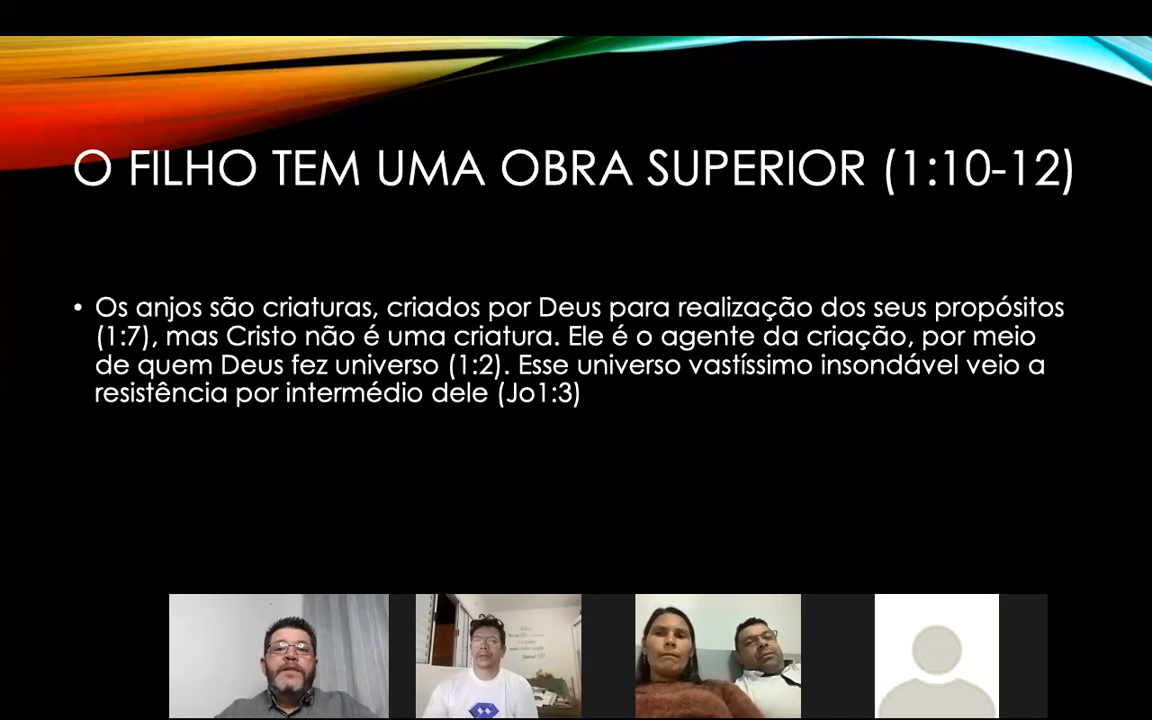 O FILHO TEM UMA OBRA SUPERIOR (1:10-12)
• Os anjos são criaturas, criados por Deus para realização dos seus propósitos
(1:7), mas Cristo não é uma criatura. Ele é o agente da criação, por meio
de quem Deus fez universo (1:2). Esse universo vastíssimo insondável veio a
resistência por intermédio dele (Jo1:3)